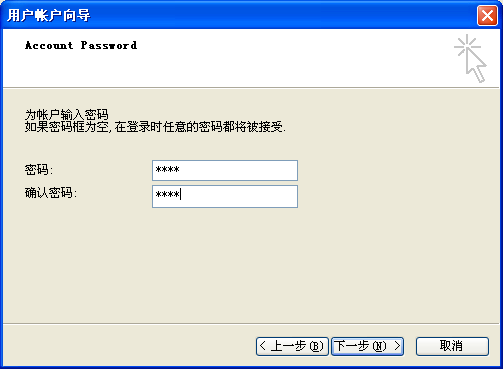 用户帐户向导
Account Password
为帐户输入密码
如果密码框为空,在登录时任意的密码都将被接受.
密码: ****
确认密码: ****
< 上一步(B) 下一步(N) > 取消